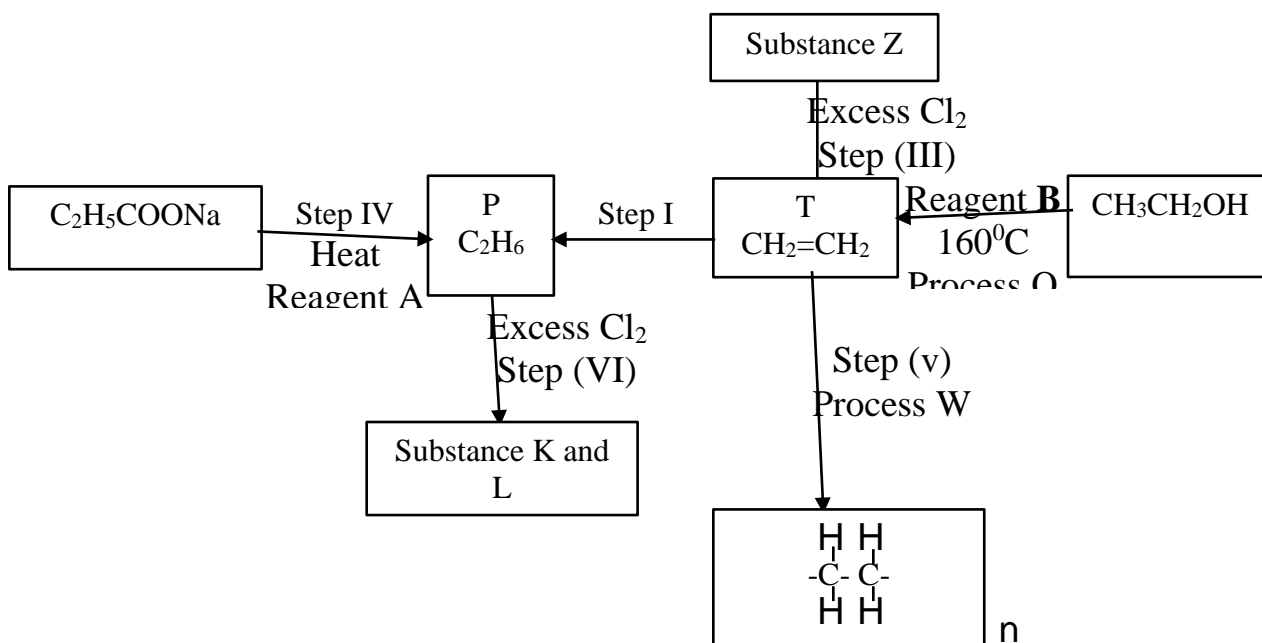 Substance Z
Excess Cl₂
Step (III)
C₂H₅COONa
Step IV
Heat
Reagent A
P
C₂H₆
Step I
T
CH₂=CH₂
Reagent B
160⁰C
Process Q
CH₃CH₂OH
Excess Cl₂
Step (VI)
Step (v)
Process W
Substance K and
L
H H
-C- C-
H H
n